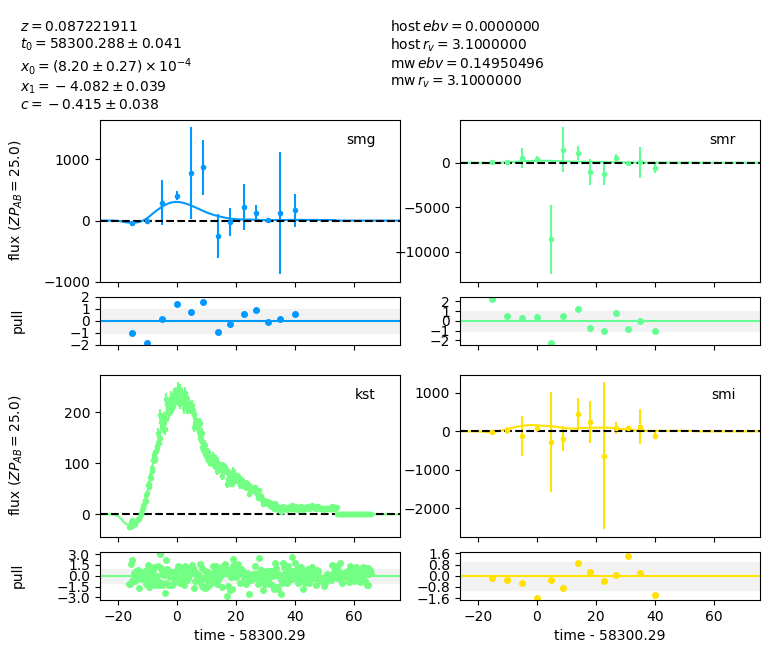 z = 0.087221911
t₀ = 58300.288 ± 0.041
x₀ = (8.20 ± 0.27) × 10⁻⁴
x₁ = −4.082 ± 0.039
c = −0.415 ± 0.038
host ebv = 0.0000000
host r_v = 3.1000000
mw ebv = 0.14950496
mw r_v = 3.1000000
flux (ZP_AB = 25.0)
1000
0
−1000
smg
0
−5000
−10000
smr
pull
2
1
0
−1
−2
2
1
0
−1
−2
flux (ZP_AB = 25.0)
200
100
0
kst
1000
0
−1000
−2000
smi
pull
3.0
1.5
0.0
−1.5
−3.0
1.6
0.8
0.0
−0.8
−1.6
−20 0 20 40 60
−20 0 20 40 60
time - 58300.29
time - 58300.29